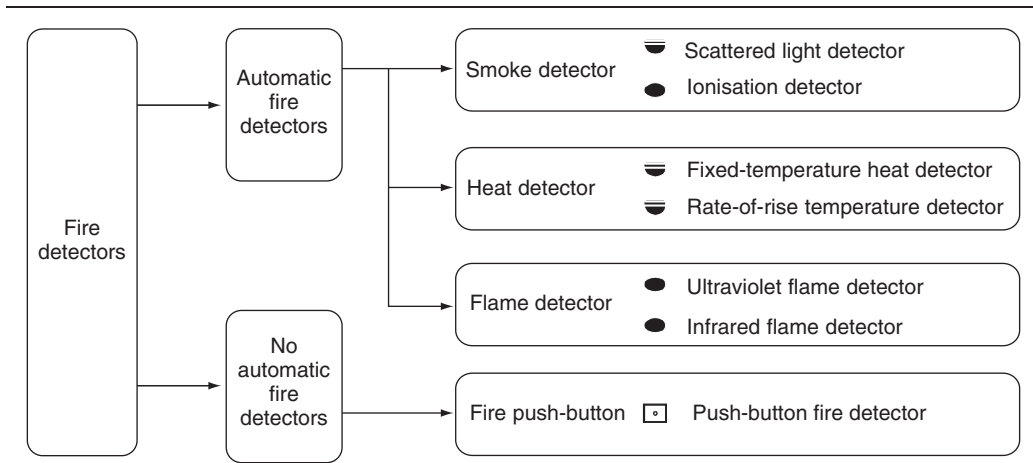 Fire
detectors
Automatic
fire
detectors
No
automatic
fire
detectors
Smoke detector
Scattered light detector
Ionisation detector
Heat detector
Fixed-temperature heat detector
Rate-of-rise temperature detector
Flame detector
Ultraviolet flame detector
Infrared flame detector
Fire push-button
Push-button fire detector